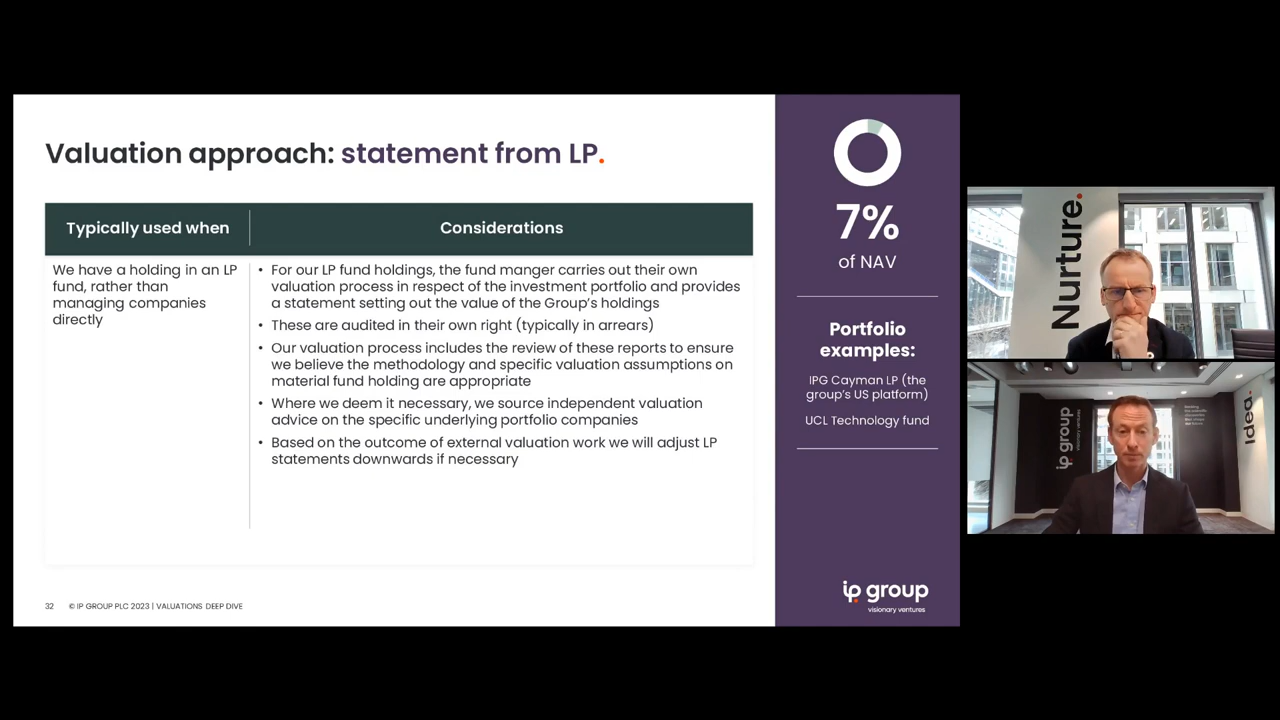 Valuation approach: statement from LP.
Typically used when
Considerations
We have a holding in an LP
fund, rather than
managing companies
directly
• For our LP fund holdings, the fund manger carries out their own
valuation process in respect of the investment portfolio and provides
a statement setting out the value of the Group's holdings
• These are audited in their own right (typically in arrears)
• Our valuation process includes the review of these reports to ensure
we believe the methodology and specific valuation assumptions on
material fund holding are appropriate
• Where we deem it necessary, we source independent valuation
advice on the specific underlying portfolio companies
• Based on the outcome of external valuation work we will adjust LP
statements downwards if necessary
32 © IP GROUP PLC 2023 | VALUATIONS DEEP DIVE
7%
of NAV
Portfolio
examples:
IPG Cayman LP (the
group's US platform)
UCL Technology fund
ip group
visionary ventures
Nurture.
ip group
Idea.